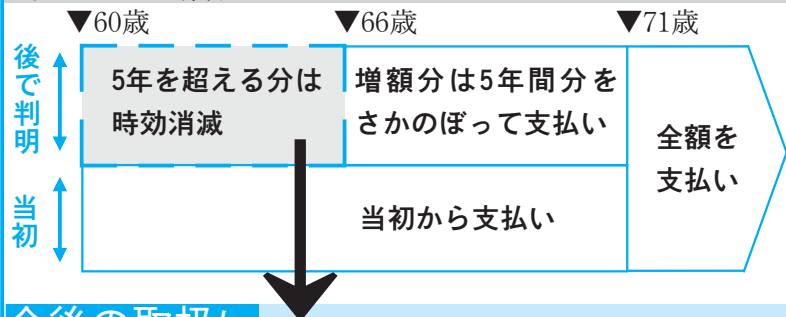 ▼60歳
▼66歳
▼71歳
後で判明
5年を超える分は
時効消滅
増額分は5年間分を
さかのぼって支払い
全額を
支払い
当初
当初から支払い